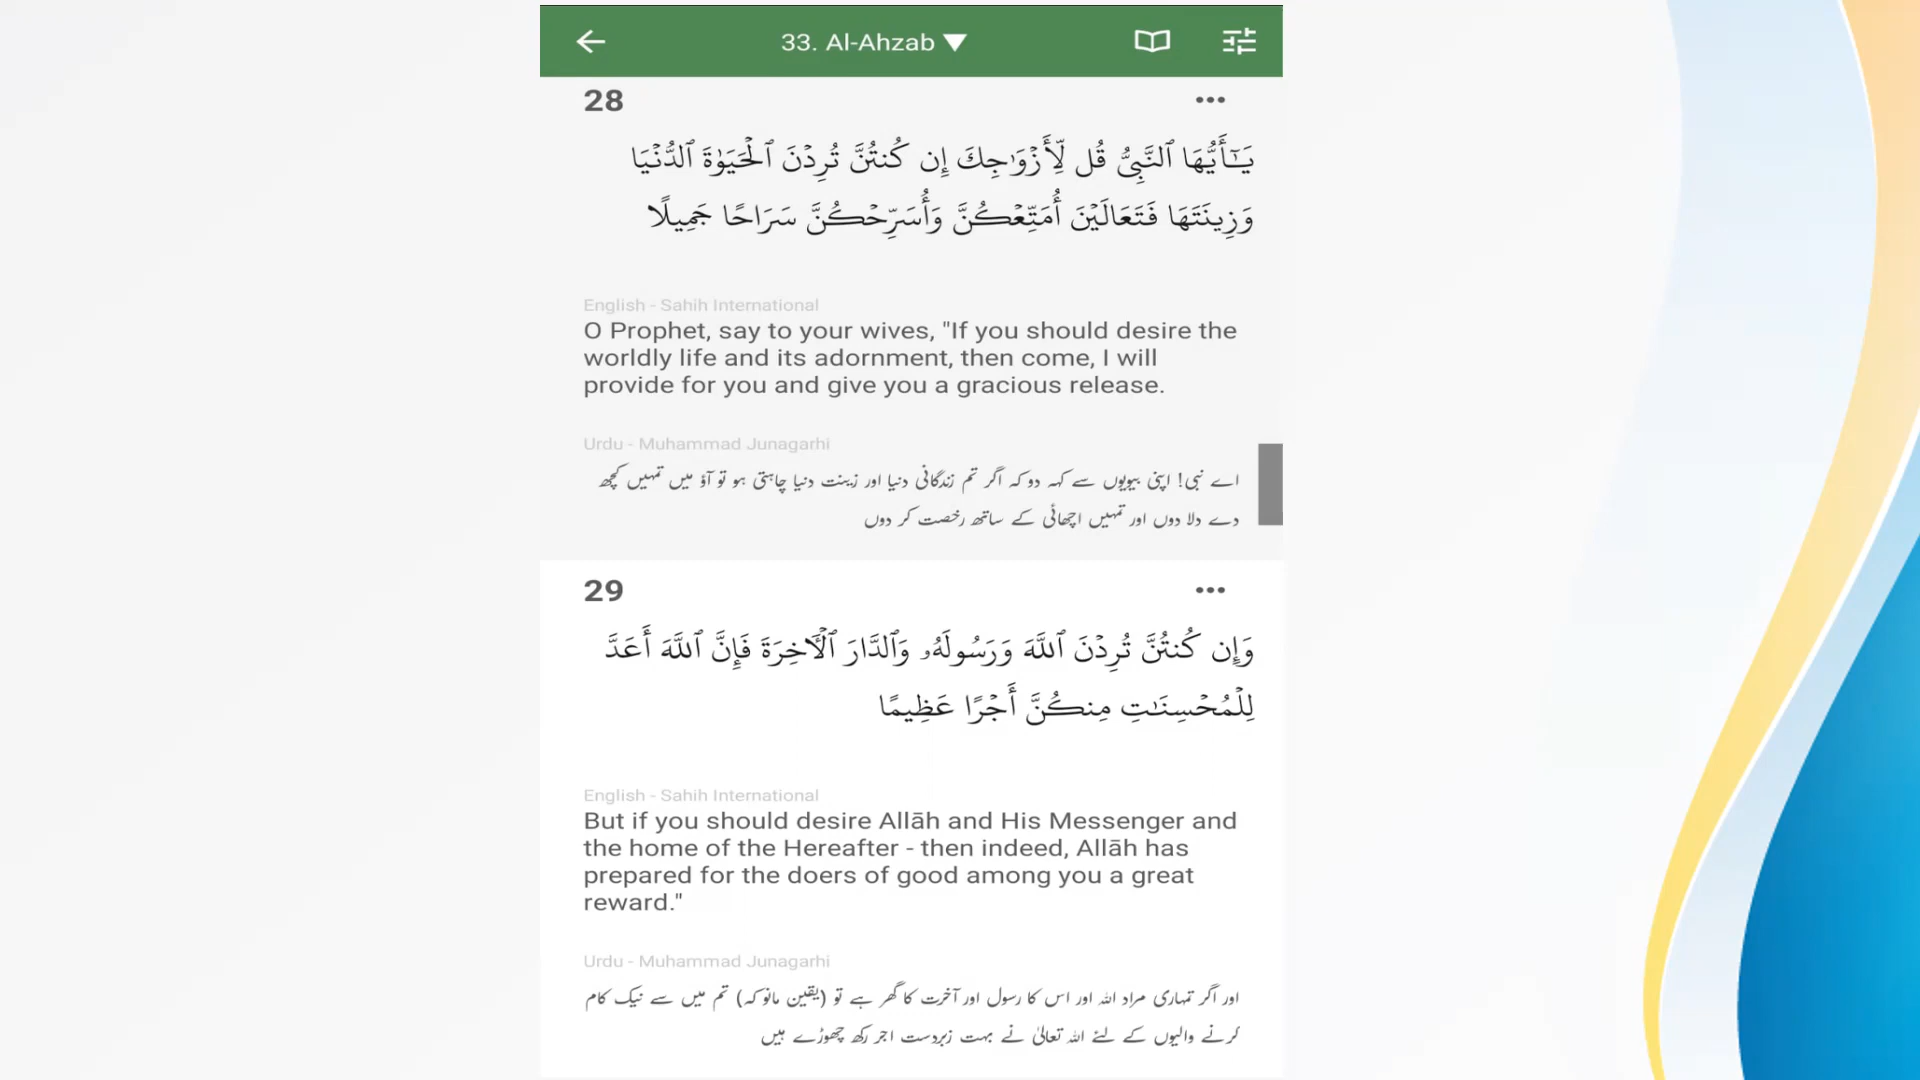 33. Al-Ahzab
28
يَـٰٓأَيُّهَا ٱلنَّبِىُّ قُل لِّأَزْوَٰجِكَ إِن كُنتُنَّ تُرِدْنَ ٱلْحَيَوٰةَ ٱلدُّنْيَا
وَزِينَتَهَا فَتَعَالَيْنَ أُمَتِّعْكُنَّ وَأُسَرِّحْكُنَّ سَرَاحًا جَمِيلًا
English - Sahih International
O Prophet, say to your wives, "If you should desire the
worldly life and its adornment, then come, I will
provide for you and give you a gracious release.
Urdu - Muhammad Junagarhi
اے نبی! اپنی بیویوں سے کہہ دو کہ اگر تم زندگانی دنیا اور زینت دنیا چاہتی ہو تو آؤ میں تمہیں کچھ
دے دلا دوں اور تمہیں اچھائی کے ساتھ رخصت کر دوں
29
وَإِن كُنتُنَّ تُرِدْنَ ٱللَّهَ وَرَسُولَهُۥ وَٱلدَّارَ ٱلْـَٔاخِرَةَ فَإِنَّ ٱللَّهَ أَعَدَّ
لِلْمُحْسِنَـٰتِ مِنكُنَّ أَجْرًا عَظِيمًا
English - Sahih International
But if you should desire Allāh and His Messenger and
the home of the Hereafter - then indeed, Allāh has
prepared for the doers of good among you a great
reward."
Urdu - Muhammad Junagarhi
اور اگر تمہاری مراد اللہ اور اس کا رسول اور آخرت کا گھر ہے تو (یقین مانو کہ) تم میں سے نیک کام
کرنے والیوں کے لئے اللہ تعالیٰ نے بہت زبردست اجر رکھ چھوڑے ہیں